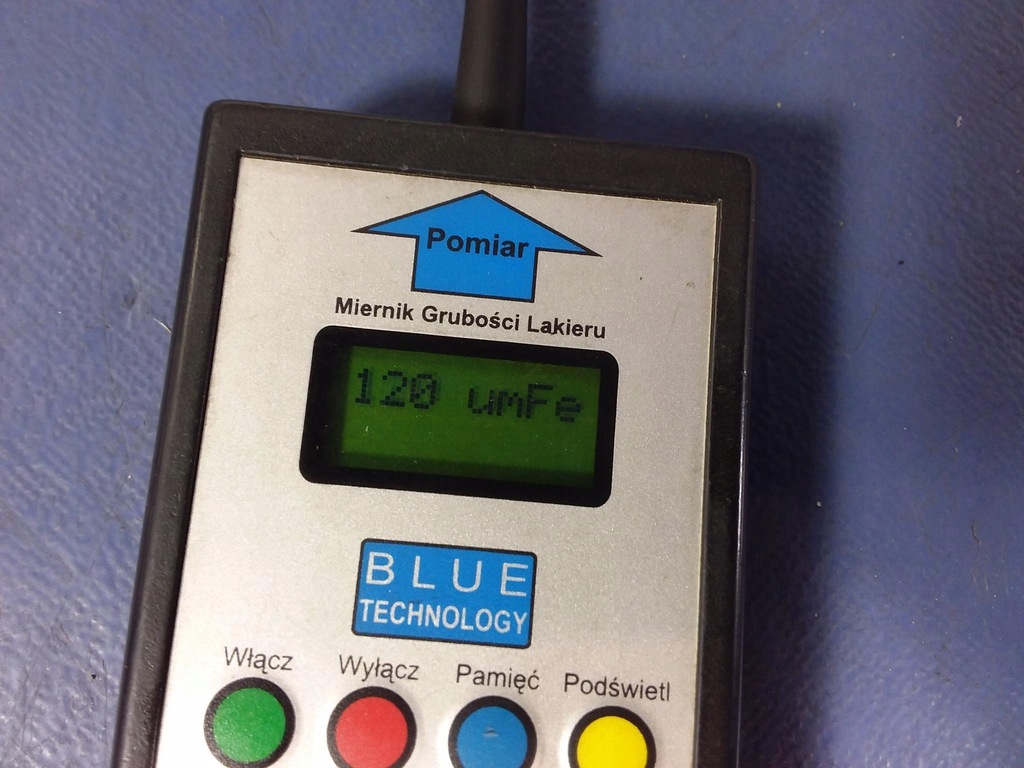 Pomiar
Miernik Grubości Lakieru
120 umFe
BLUE
TECHNOLOGY
Włącz Wyłącz Pamięć Podświetl